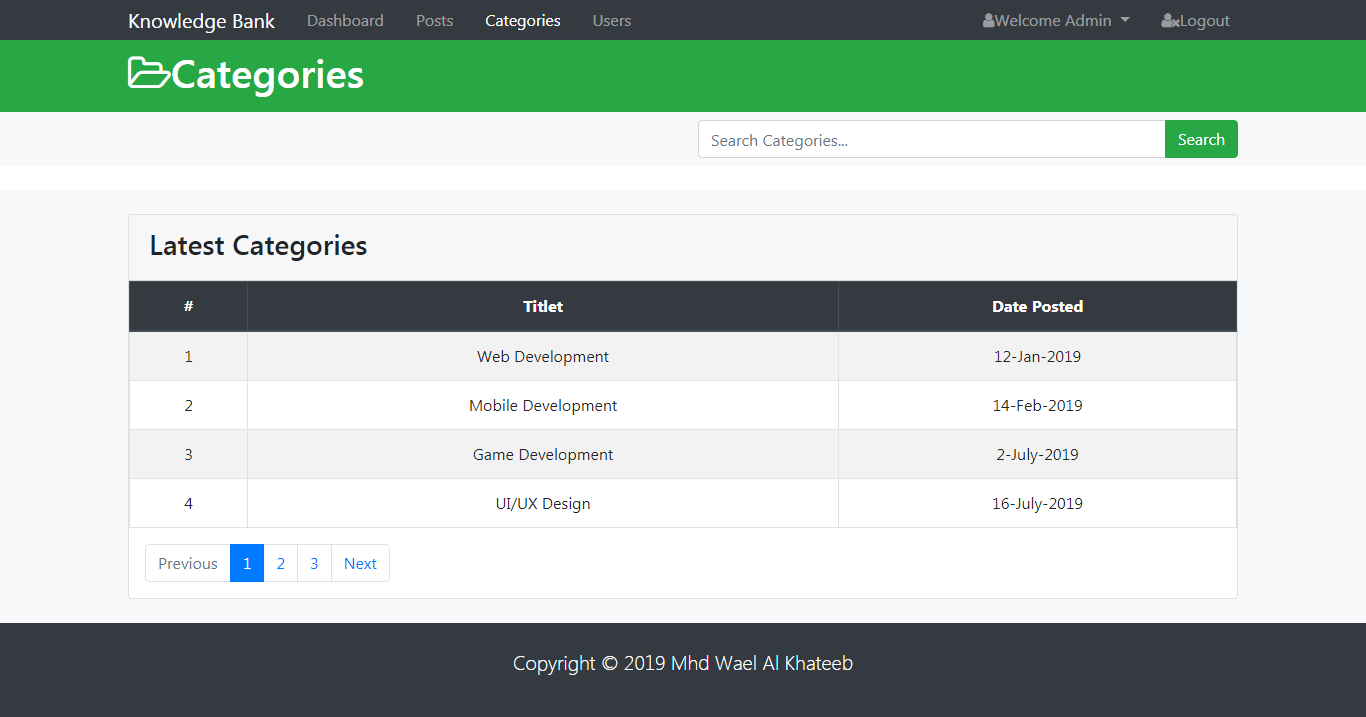 Knowledge Bank Dashboard Posts Categories Users Welcome Admin Logout
Categories
Search Categories... Search
Latest Categories
# Titlet Date Posted
1 Web Development 12-Jan-2019
2 Mobile Development 14-Feb-2019
3 Game Development 2-July-2019
4 UI/UX Design 16-July-2019
Previous 1 2 3 Next
Copyright © 2019 Mhd Wael Al Khateeb